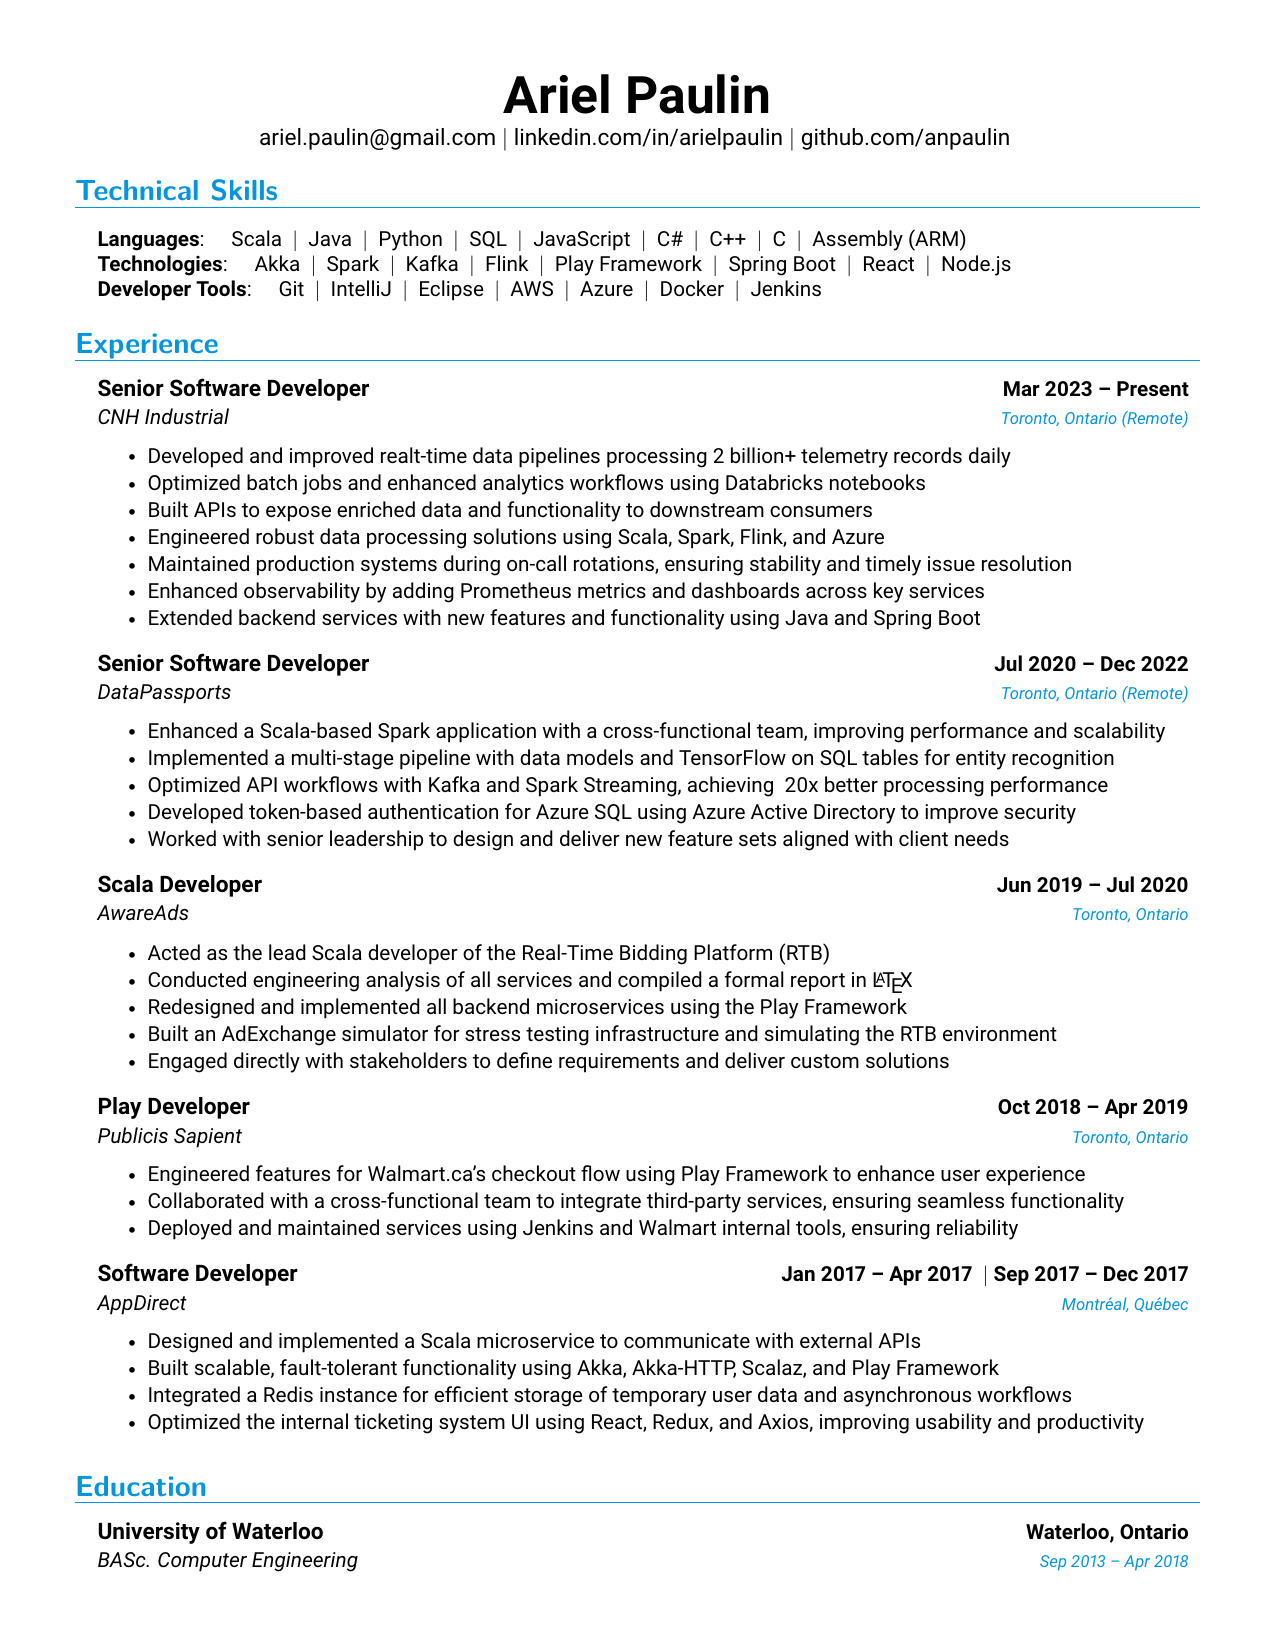 Ariel Paulin
ariel.paulin@gmail.com | linkedin.com/in/arielpaulin | github.com/anpaulin
Technical Skills
Languages: Scala | Java | Python | SQL | JavaScript | C# | C++ | C | Assembly (ARM)
Technologies: Akka | Spark | Kafka | Flink | Play Framework | Spring Boot | React | Node.js
Developer Tools: Git | IntelliJ | Eclipse | AWS | Azure | Docker | Jenkins
Experience
Senior Software Developer Mar 2023 – Present
CNH Industrial Toronto, Ontario (Remote)
• Developed and improved realt-time data pipelines processing 2 billion+ telemetry records daily
• Optimized batch jobs and enhanced analytics workflows using Databricks notebooks
• Built APIs to expose enriched data and functionality to downstream consumers
• Engineered robust data processing solutions using Scala, Spark, Flink, and Azure
• Maintained production systems during on-call rotations, ensuring stability and timely issue resolution
• Enhanced observability by adding Prometheus metrics and dashboards across key services
• Extended backend services with new features and functionality using Java and Spring Boot
Senior Software Developer Jul 2020 – Dec 2022
DataPassports Toronto, Ontario (Remote)
• Enhanced a Scala-based Spark application with a cross-functional team, improving performance and scalability
• Implemented a multi-stage pipeline with data models and TensorFlow on SQL tables for entity recognition
• Optimized API workflows with Kafka and Spark Streaming, achieving 20x better processing performance
• Developed token-based authentication for Azure SQL using Azure Active Directory to improve security
• Worked with senior leadership to design and deliver new feature sets aligned with client needs
Scala Developer Jun 2019 – Jul 2020
AwareAds Toronto, Ontario
• Acted as the lead Scala developer of the Real-Time Bidding Platform (RTB)
• Conducted engineering analysis of all services and compiled a formal report in LATEX
• Redesigned and implemented all backend microservices using the Play Framework
• Built an AdExchange simulator for stress testing infrastructure and simulating the RTB environment
• Engaged directly with stakeholders to define requirements and deliver custom solutions
Play Developer Oct 2018 – Apr 2019
Publicis Sapient Toronto, Ontario
• Engineered features for Walmart.ca's checkout flow using Play Framework to enhance user experience
• Collaborated with a cross-functional team to integrate third-party services, ensuring seamless functionality
• Deployed and maintained services using Jenkins and Walmart internal tools, ensuring reliability
Software Developer Jan 2017 – Apr 2017 | Sep 2017 – Dec 2017
AppDirect Montréal, Québec
• Designed and implemented a Scala microservice to communicate with external APIs
• Built scalable, fault-tolerant functionality using Akka, Akka-HTTP, Scalaz, and Play Framework
• Integrated a Redis instance for efficient storage of temporary user data and asynchronous workflows
• Optimized the internal ticketing system UI using React, Redux, and Axios, improving usability and productivity
Education
University of Waterloo Waterloo, Ontario
BASc. Computer Engineering Sep 2013 – Apr 2018